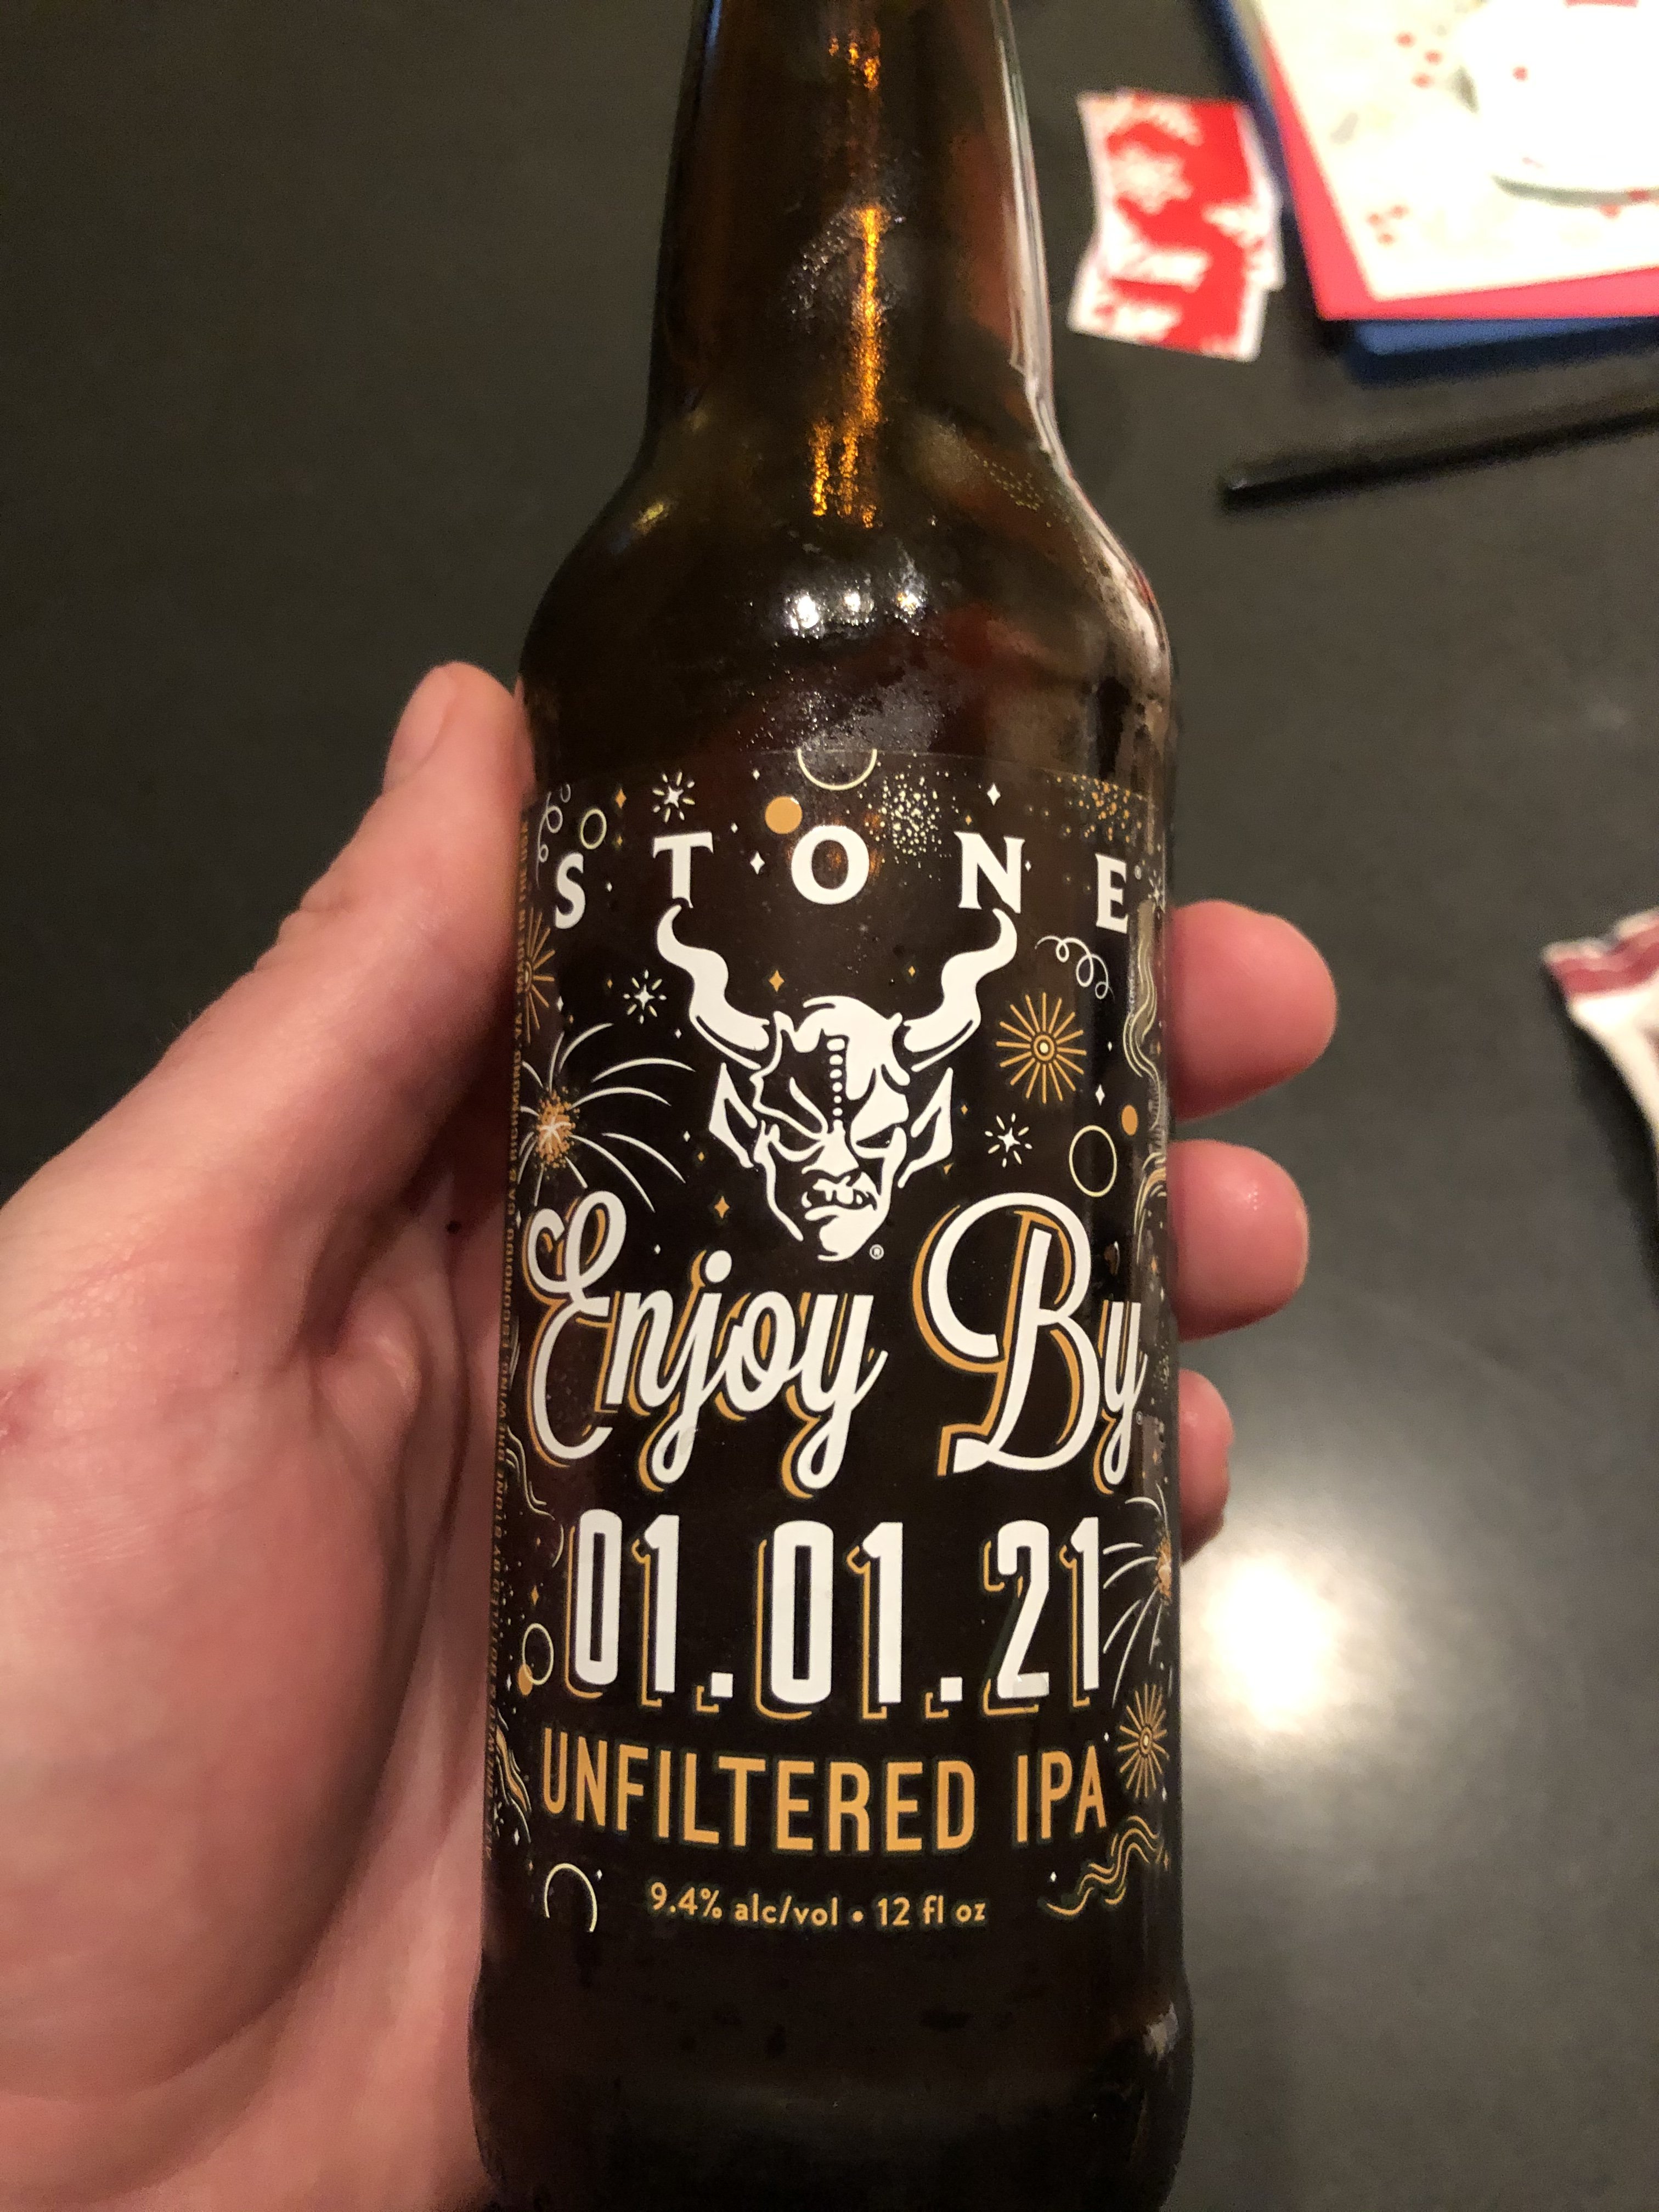 STONE®
®
Enjoy By
01.01.21
UNFILTERED IPA
9.4% alc/vol • 12 fl oz